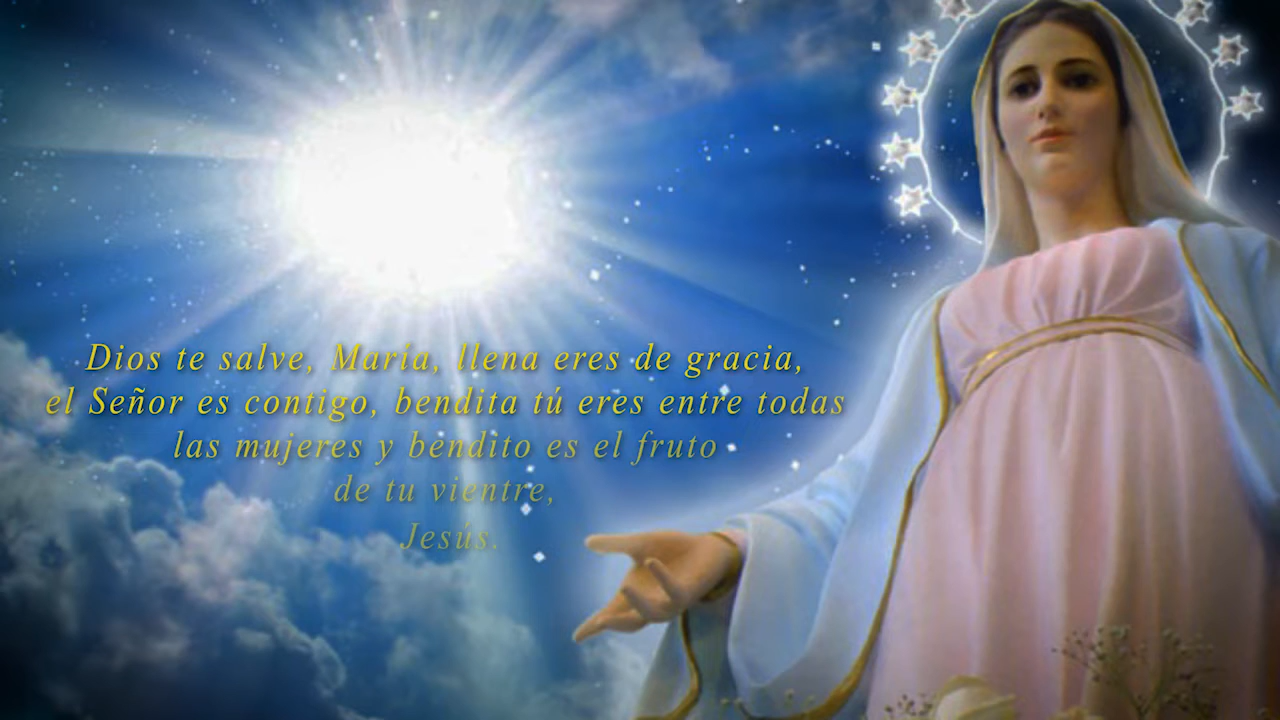 Dios te salve, María, llena eres de gracia,
el Señor es contigo, bendita tú eres entre todas
las mujeres y bendito es el fruto
de tu vientre,
Jesús.